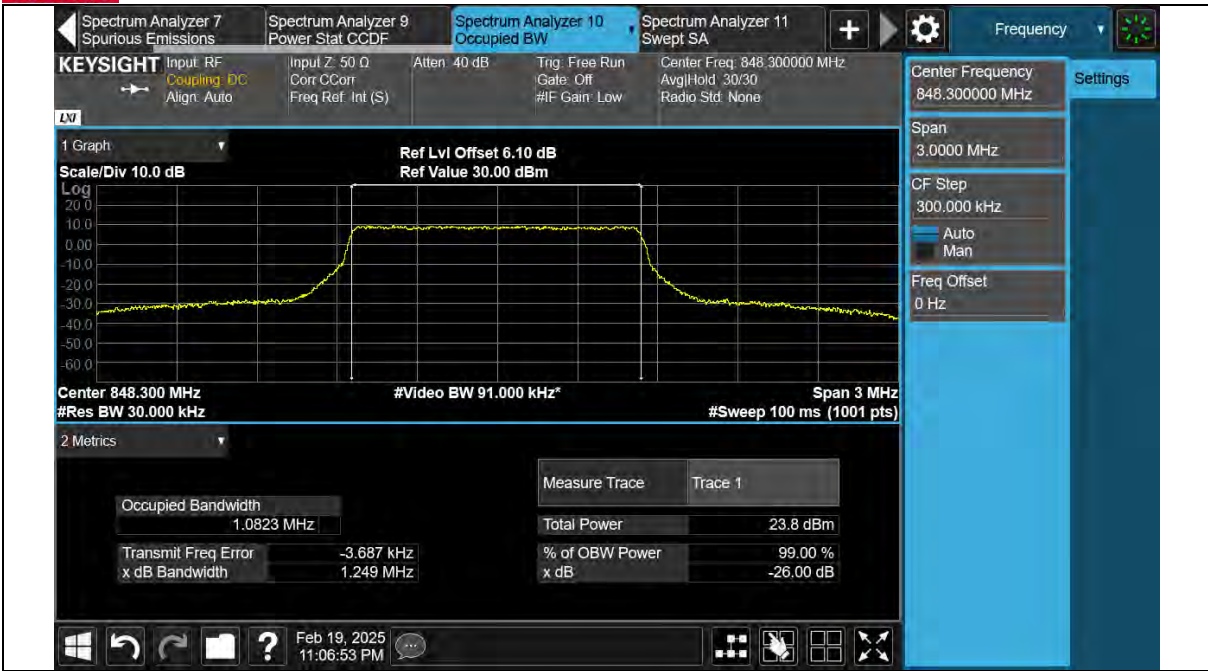 Spectrum Analyzer 7
Spurious Emissions
Spectrum Analyzer 9
Power Stat CCDF
Spectrum Analyzer 10
Occupied BW
Spectrum Analyzer 11
Swept SA
+
Frequency
KEYSIGHT
Input: RF
Coupling: DC
Align: Auto
Input Z: 50 Ω
Corr CCorr
Freq Ref: Int (S)
Atten: 40 dB
Trig: Free Run
Gate: Off
#IF Gain: Low
Center Freq: 848.300000 MHz
Avg|Hold: 30/30
Radio Std: None
LXI
Center Frequency
848.300000 MHz
Settings
Span
3.0000 MHz
CF Step
300.000 kHz
Auto
Man
Freq Offset
0 Hz
1 Graph
Scale/Div 10.0 dB
Ref Lvl Offset 6.10 dB
Ref Value 30.00 dBm
Log
20.0
10.0
0.00
-10.0
-20.0
-30.0
-40.0
-50.0
-60.0
Center 848.300 MHz
#Video BW 91.000 kHz*
Span 3 MHz
#Res BW 30.000 kHz
#Sweep 100 ms (1001 pts)
2 Metrics
Measure Trace
Trace 1
Occupied Bandwidth
1.0823 MHz
Total Power
23.8 dBm
Transmit Freq Error
-3.687 kHz
% of OBW Power
99.00 %
x dB Bandwidth
1.249 MHz
x dB
-26.00 dB
?
Feb 19, 2025
11:06:53 PM